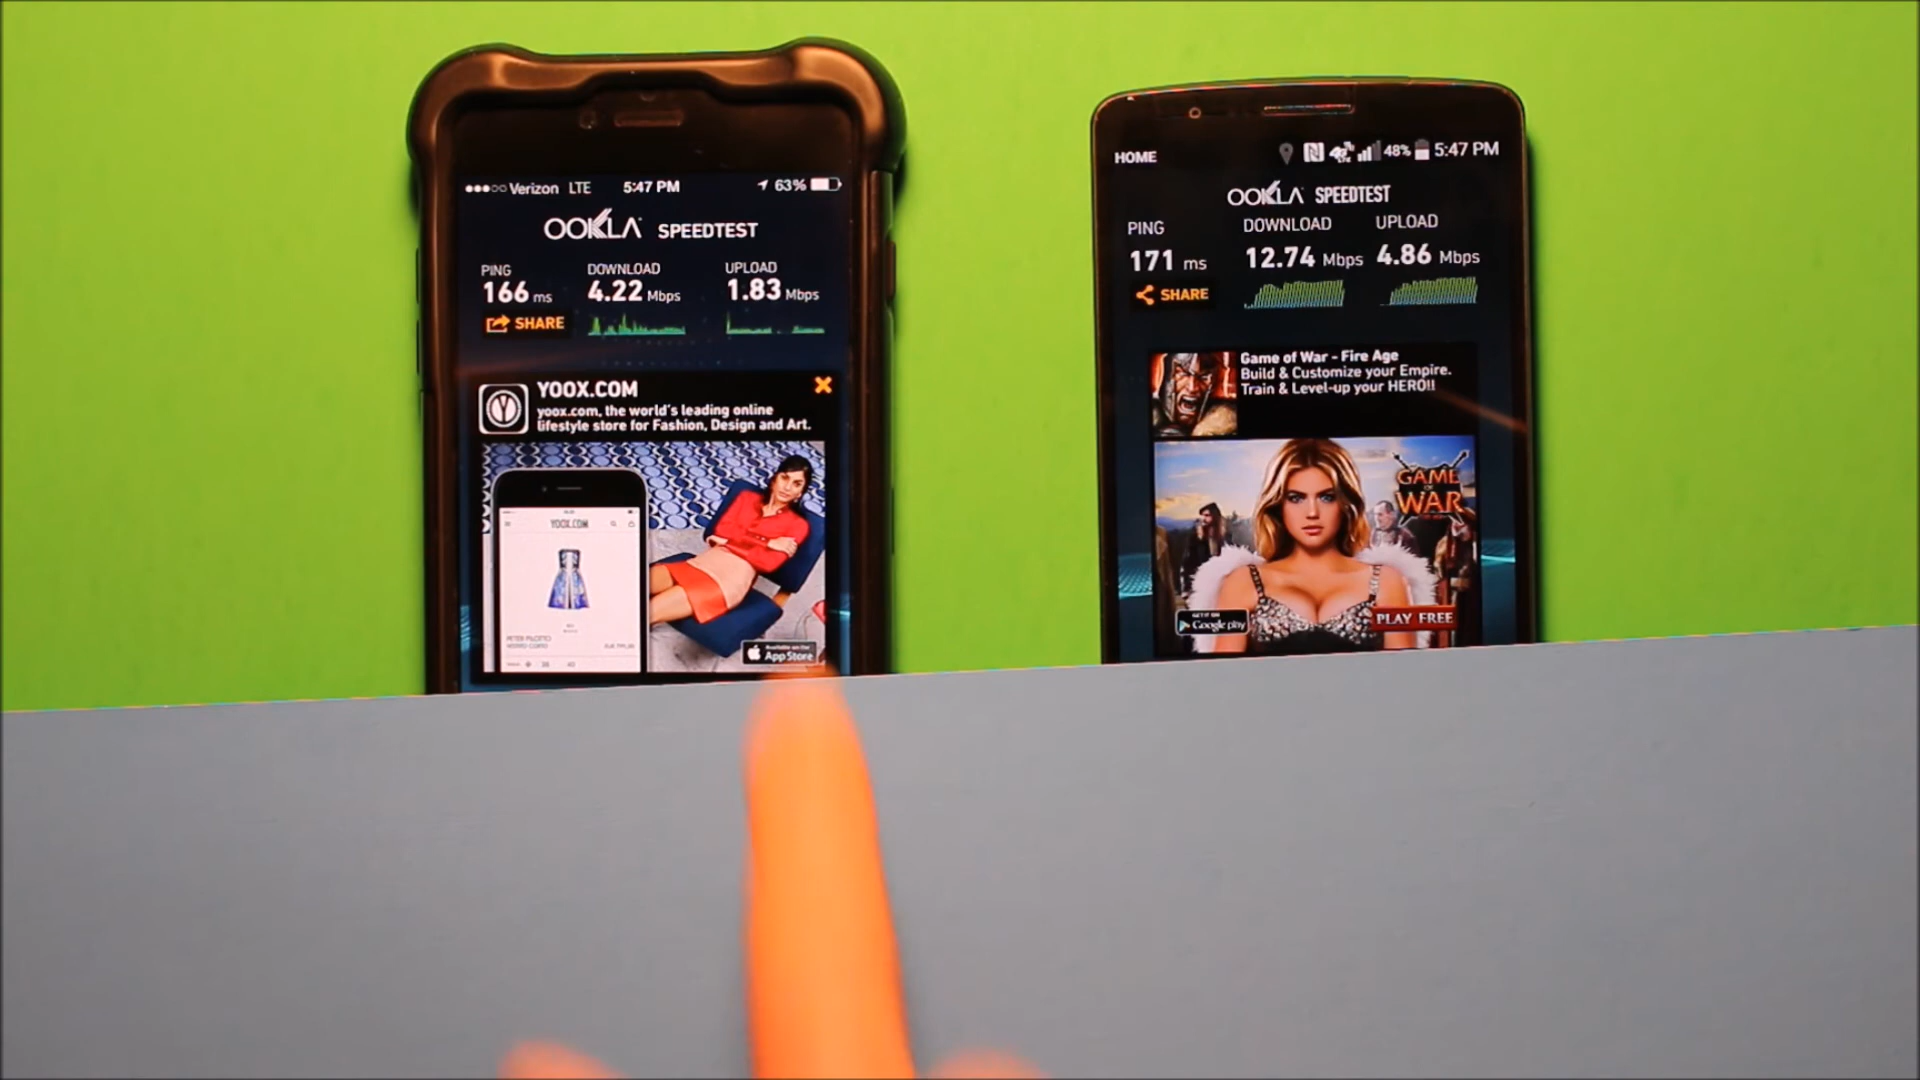 Verizon LTE 5:47 PM 63%
OOKLA SPEEDTEST
PING DOWNLOAD UPLOAD
166 ms 4.22 Mbps 1.83 Mbps
SHARE
YOOX.COM
yoox.com, the world's leading online
lifestyle store for Fashion, Design and Art.
YOOX.COM
App Store
HOME 48% 5:47 PM
OOKLA SPEEDTEST
PING DOWNLOAD UPLOAD
171 ms 12.74 Mbps 4.86 Mbps
SHARE
Game of War - Fire Age
Build & Customize your Empire.
Train & Level-up your HERO!!
GAME
OF
WAR
GET IT ON
Google play
PLAY FREE